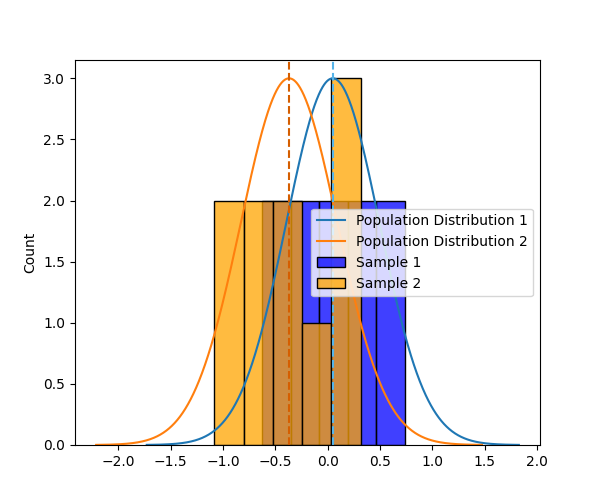 3.0
2.5
2.0
1.5
1.0
0.5
0.0
Count
Population Distribution 1
Population Distribution 2
Sample 1
Sample 2
−2.0 −1.5 −1.0 −0.5 0.0 0.5 1.0 1.5 2.0